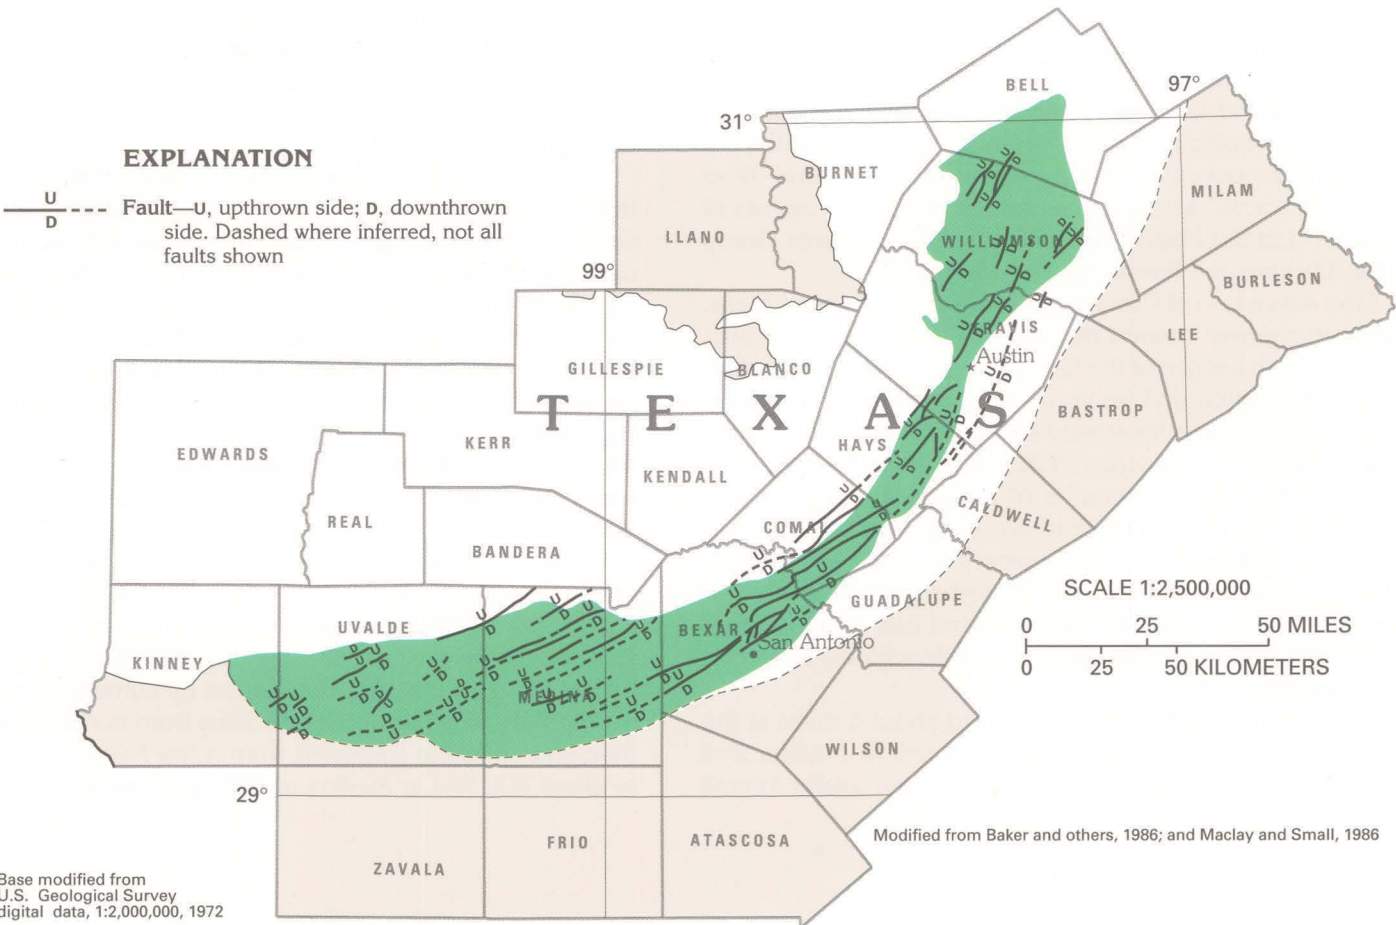 BELL
97°
31°
EXPLANATION
BURNET
MILAM
U
D
Fault—U, upthrown side; D, downthrown
side. Dashed where inferred, not all
faults shown
LLANO
WILLIAMSON
99°
BURLESON
TRAVIS
LEE
Austin
GILLESPIE
BLANCO
TEXAS
BASTROP
HAYS
KERR
EDWARDS
KENDALL
CALDWELL
REAL
COMAL
BANDERA
SCALE 1:2,500,000
GUADALUPE
0 25 50 MILES
UVALDE
BEXAR
San Antonio
KINNEY
0 25 50 KILOMETERS
MEDINA
WILSON
29°
Modified from Baker and others, 1986; and Maclay and Small, 1986
FRIO
ATASCOSA
ZAVALA
Base modified from
U.S. Geological Survey
digital data, 1:2,000,000, 1972